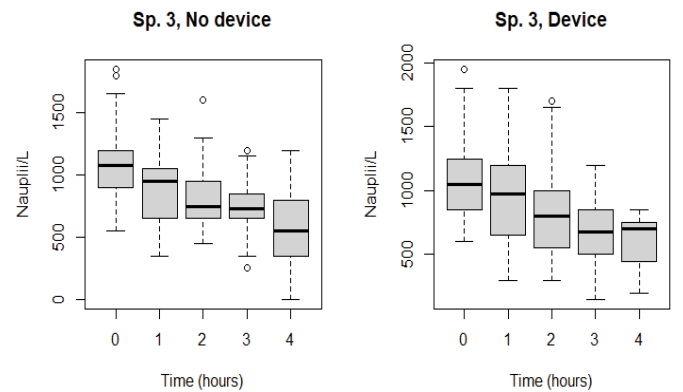 Sp. 3, No device
Nauplii/L
0
500
1000
1500
0 1 2 3 4
Time (hours)
Sp. 3, Device
Nauplii/L
500
1000
1500
2000
0 1 2 3 4
Time (hours)